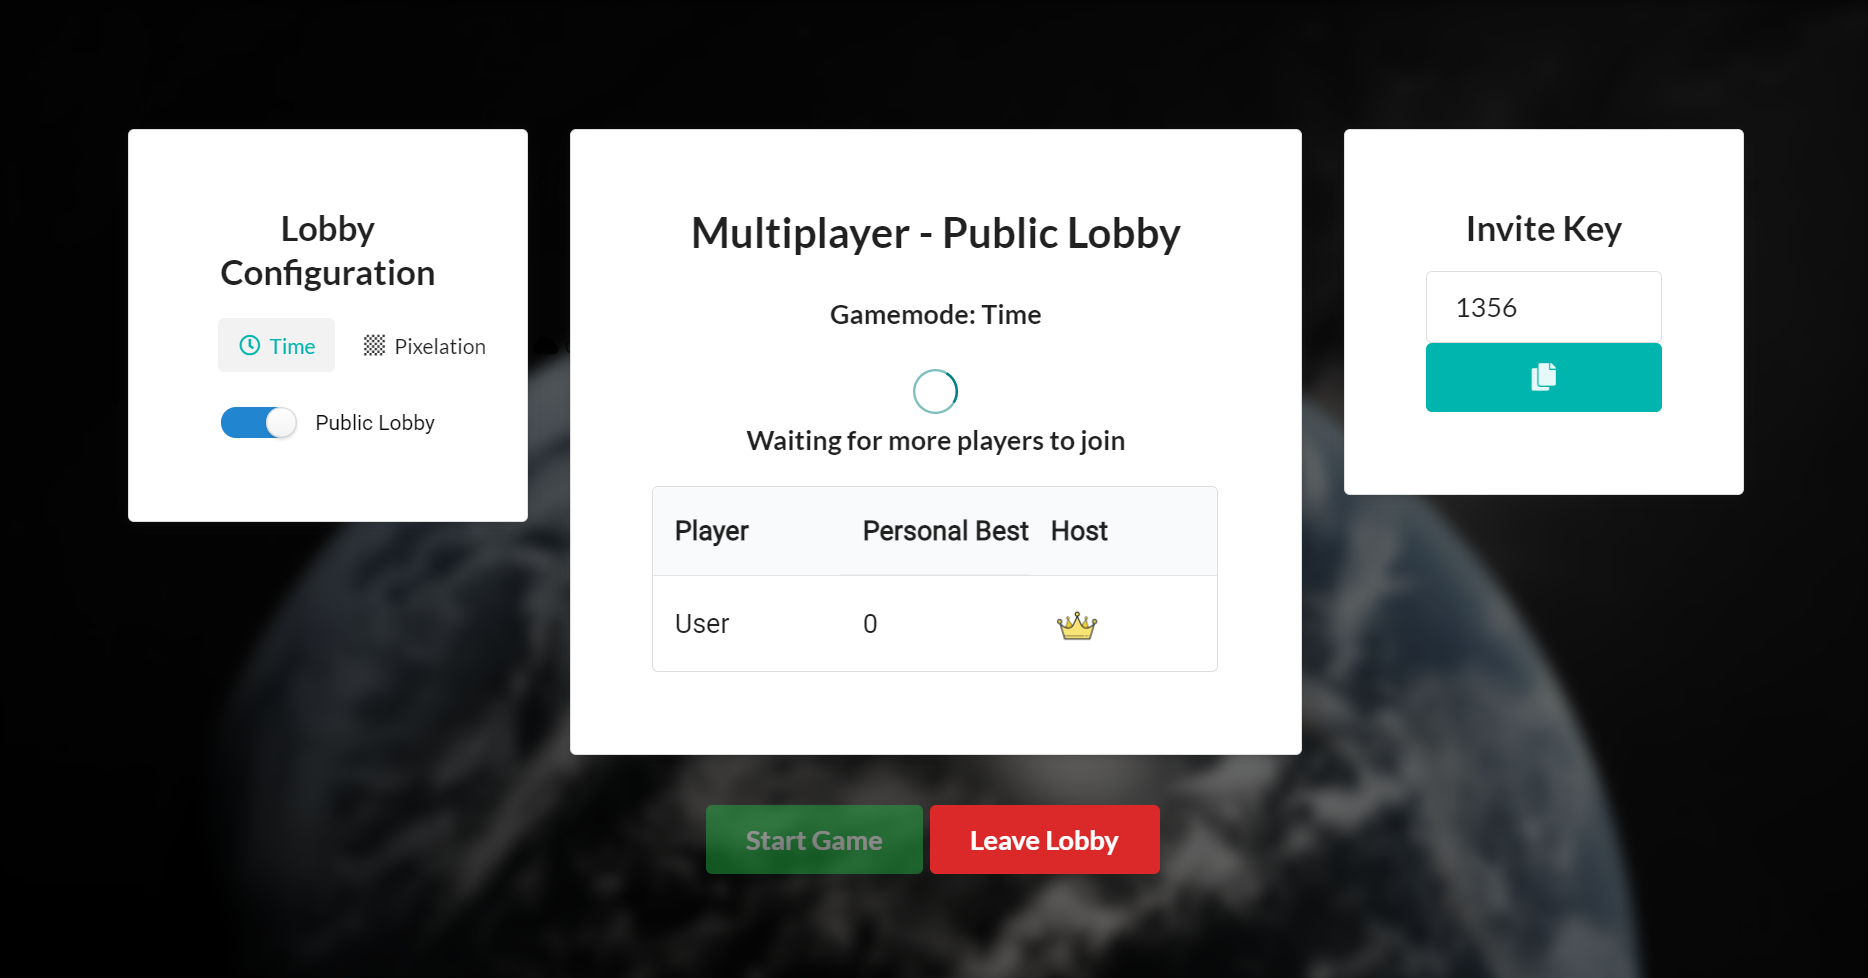 Lobby
Configuration
Time
Pixelation
Public Lobby
Multiplayer - Public Lobby
Gamemode: Time
Waiting for more players to join
Player Personal Best Host
User 0
Invite Key
1356
Start Game
Leave Lobby